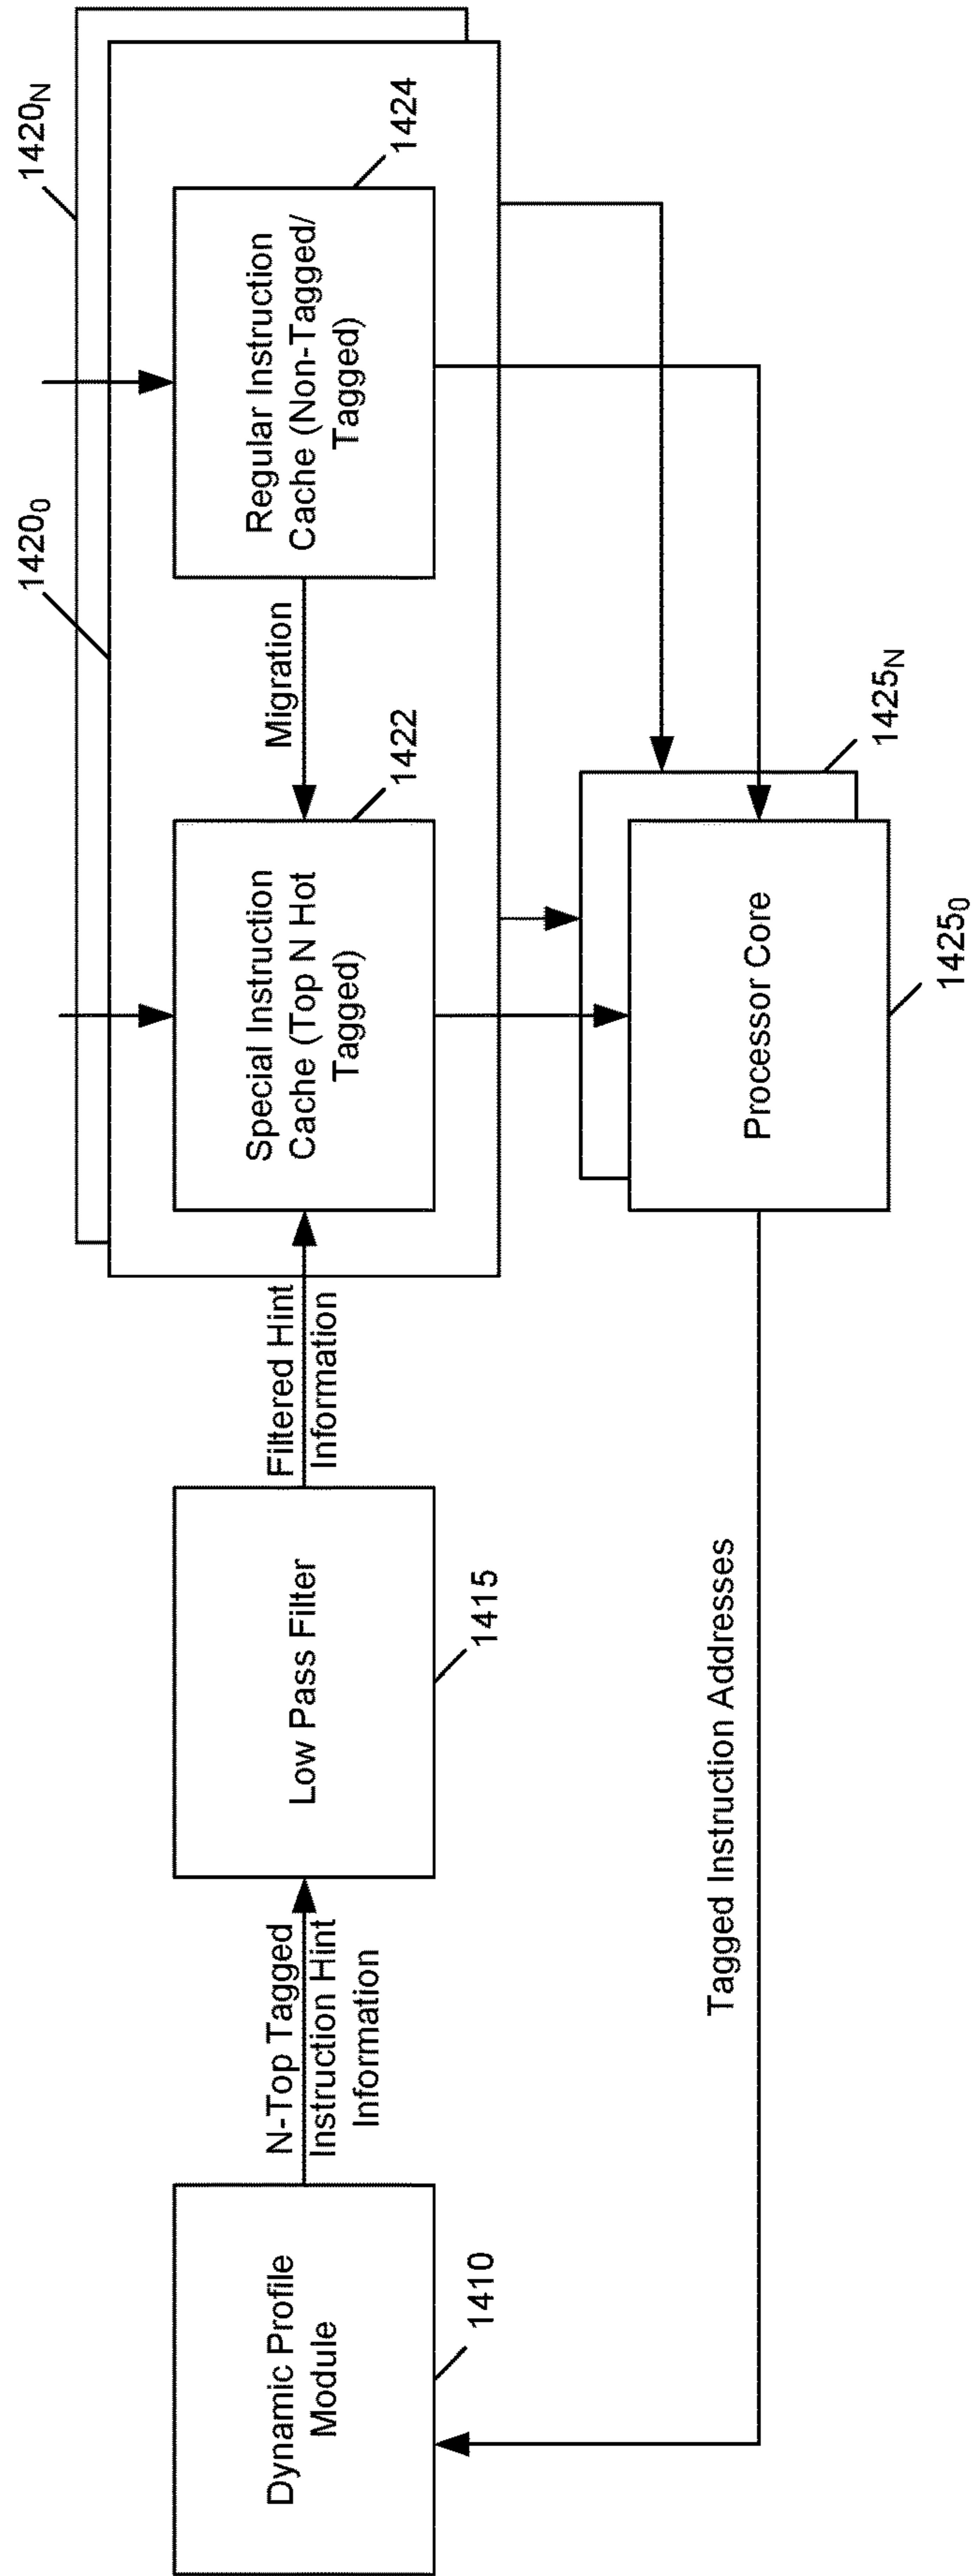 Dynamic Profile
Module
1410
N-Top Tagged
Instruction Hint
Information
Low Pass Filter
1415
Filtered Hint
Information
1420₀
1420N
Special Instruction
Cache (Top N Hot
Tagged)
1422
Migration
Regular Instruction
Cache (Non-Tagged/
Tagged)
1424
Processor Core
1425₀
1425N
Tagged Instruction Addresses